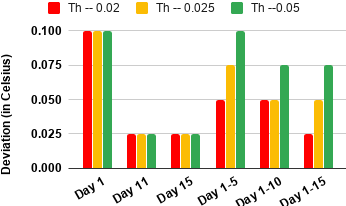 Th -- 0.02 Th -- 0.025 Th --0.05
Deviation (in Celsius)
0.100
0.075
0.050
0.025
0.000
Day 1 Day 11 Day 15 Day 1-5 Day 1-10 Day 1-15